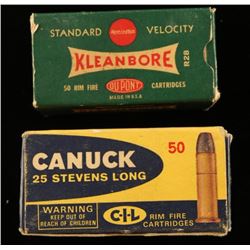 STANDARD VELOCITY
Remington
KLEANBORE
R28
50 RIM FIRE CARTRIDGES
DU PONT
MADE IN U.S.A.
CANUCK 50
25 STEVENS LONG
WARNING
KEEP OUT OF
REACH OF CHILDREN
C-I-L
RIM FIRE
CARTRIDGES